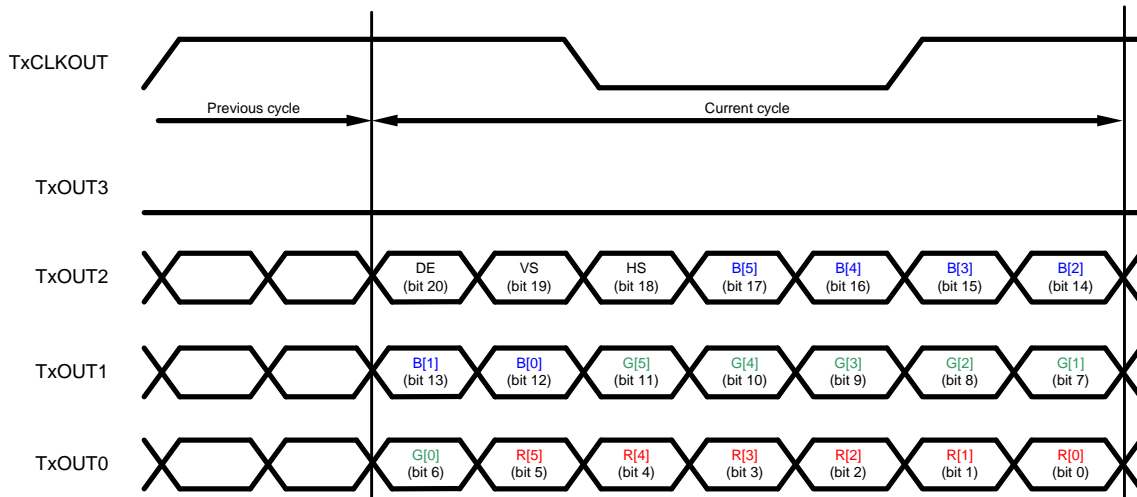 TxCLKOUT
Previous cycle
Current cycle
TxOUT3
TxOUT2
DE
(bit 20)
VS
(bit 19)
HS
(bit 18)
B[5]
(bit 17)
B[4]
(bit 16)
B[3]
(bit 15)
B[2]
(bit 14)
TxOUT1
B[1]
(bit 13)
B[0]
(bit 12)
G[5]
(bit 11)
G[4]
(bit 10)
G[3]
(bit 9)
G[2]
(bit 8)
G[1]
(bit 7)
TxOUT0
G[0]
(bit 6)
R[5]
(bit 5)
R[4]
(bit 4)
R[3]
(bit 3)
R[2]
(bit 2)
R[1]
(bit 1)
R[0]
(bit 0)